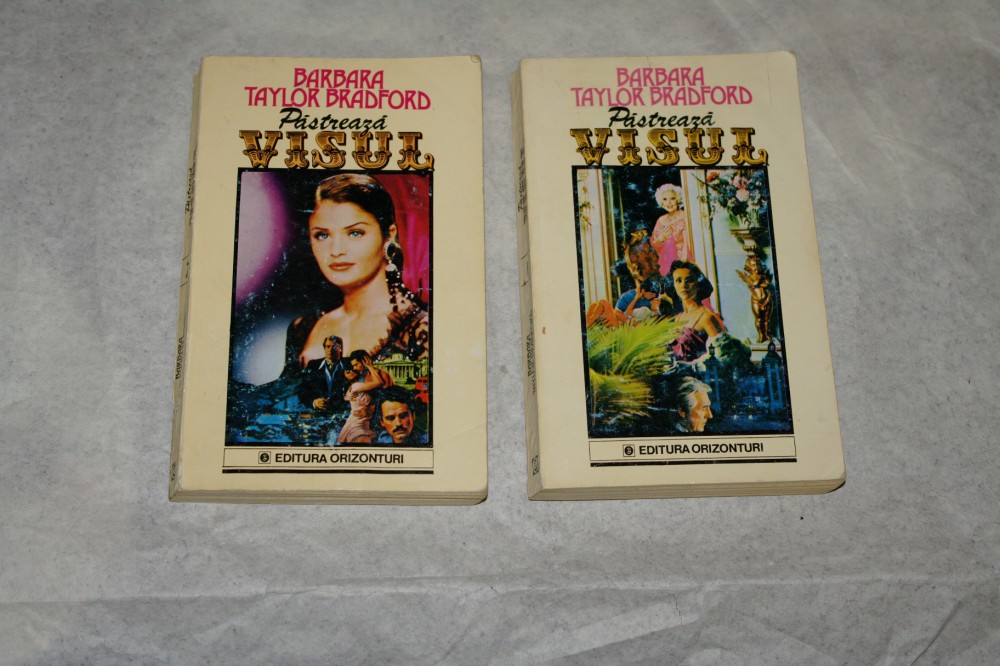 BARBARA
TAYLOR BRADFORD
Păstrează
VISUL
EDITURA ORIZONTURI
BARBARA
TAYLOR BRADFORD
Păstrează
VISUL
EDITURA ORIZONTURI